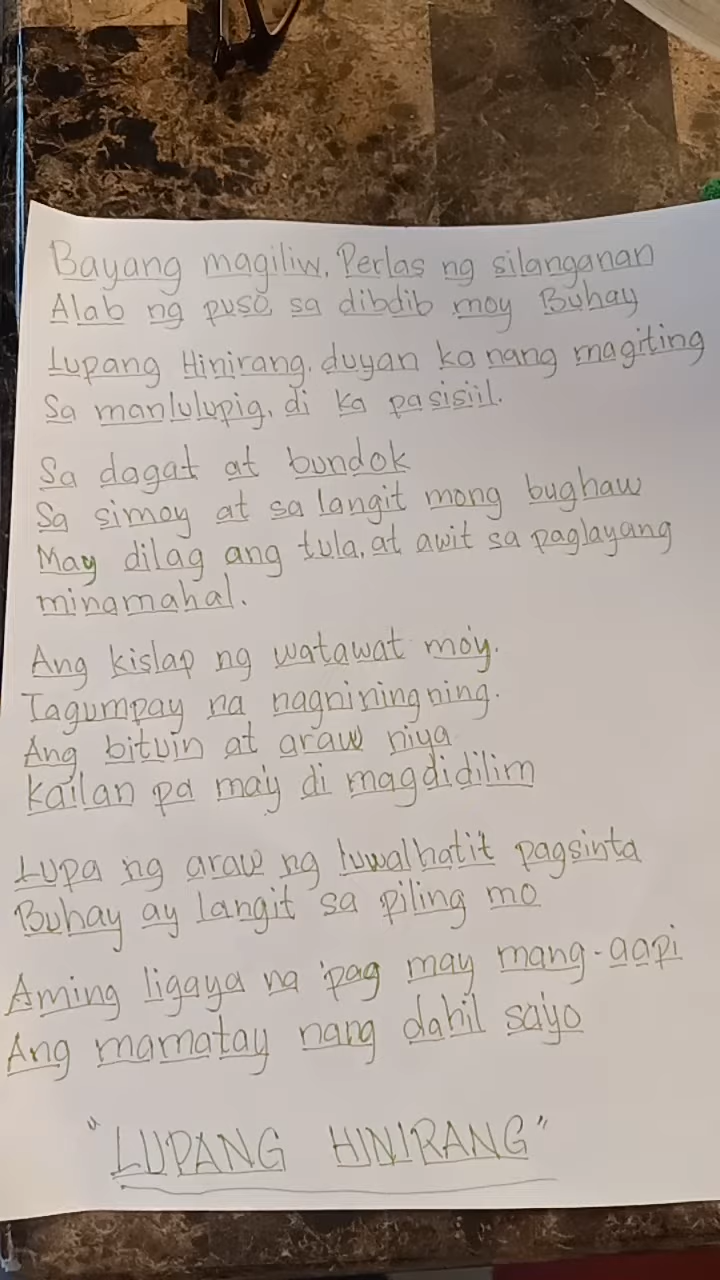 Bayang magiliw, Perlas ng silanganan
Alab ng puso, sa dibdib moy Buhay
Lupang Hinirang, duyan ka nang magiting
Sa manlulupig, di ka pasisiil.
Sa dagat at bundok
Sa simoy at sa langit mong bughaw
May dilag ang tula, at awit sa paglayang
minamahal.
Ang kislap ng watawat mo'y.
Tagumpay na nagniningning.
Ang bituin at araw niya
Kailan pa ma'y di magdidilim
Lupa ng araw ng luwalhatit pagsinta
Buhay ay langit sa piling mo
Aming ligaya na 'pag may mang-aapi
Ang mamatay nang dahil sa'yo
"LUPANG HINIRANG"